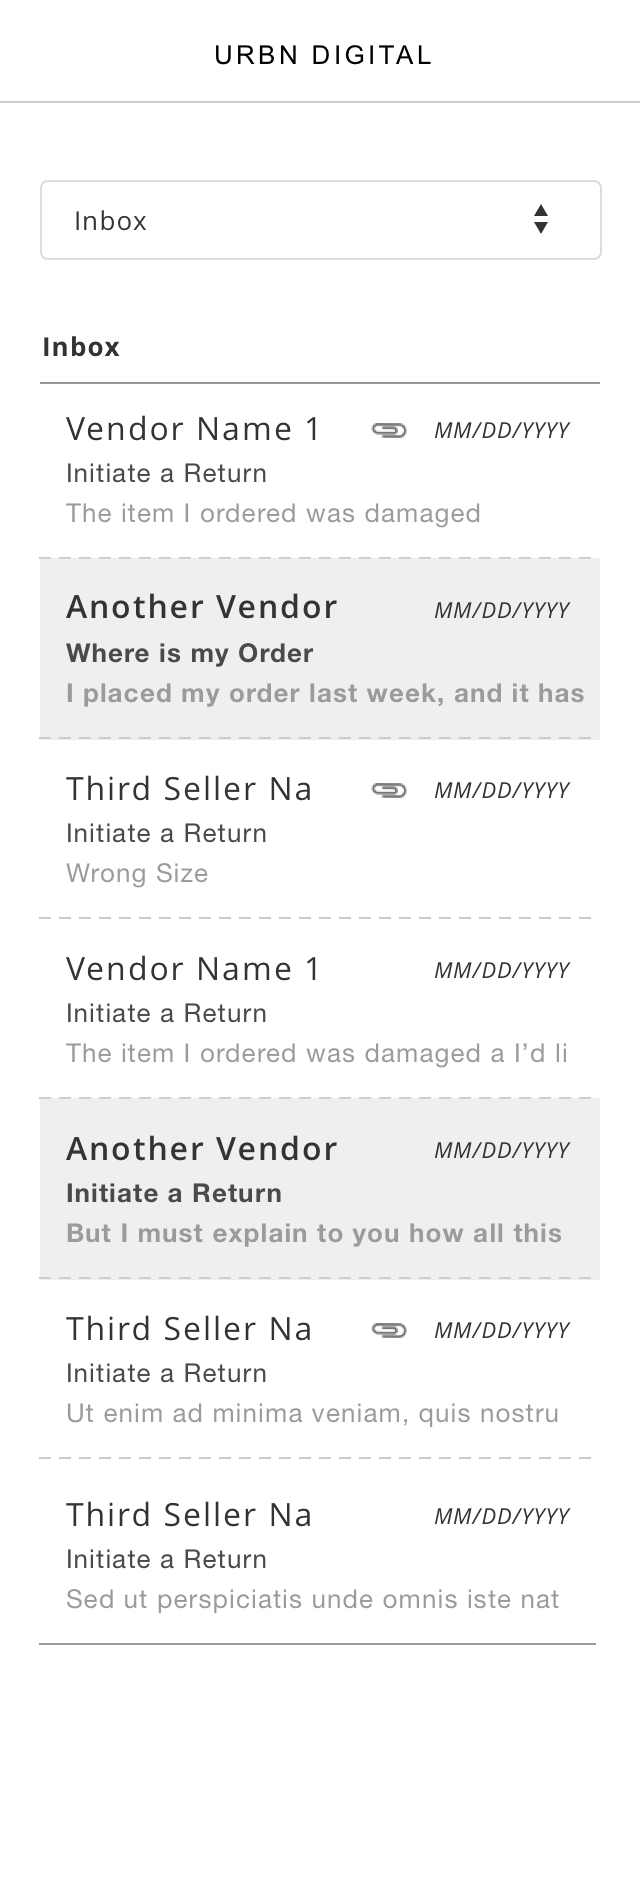 URBN DIGITAL
Inbox
Inbox
Vendor Name 1 MM/DD/YYYY
Initiate a Return
The item I ordered was damaged
Another Vendor MM/DD/YYYY
Where is my Order
I placed my order last week, and it has
Third Seller Na MM/DD/YYYY
Initiate a Return
Wrong Size
Vendor Name 1 MM/DD/YYYY
Initiate a Return
The item I ordered was damaged a I’d li
Another Vendor MM/DD/YYYY
Initiate a Return
But I must explain to you how all this
Third Seller Na MM/DD/YYYY
Initiate a Return
Ut enim ad minima veniam, quis nostru
Third Seller Na MM/DD/YYYY
Initiate a Return
Sed ut perspiciatis unde omnis iste nat